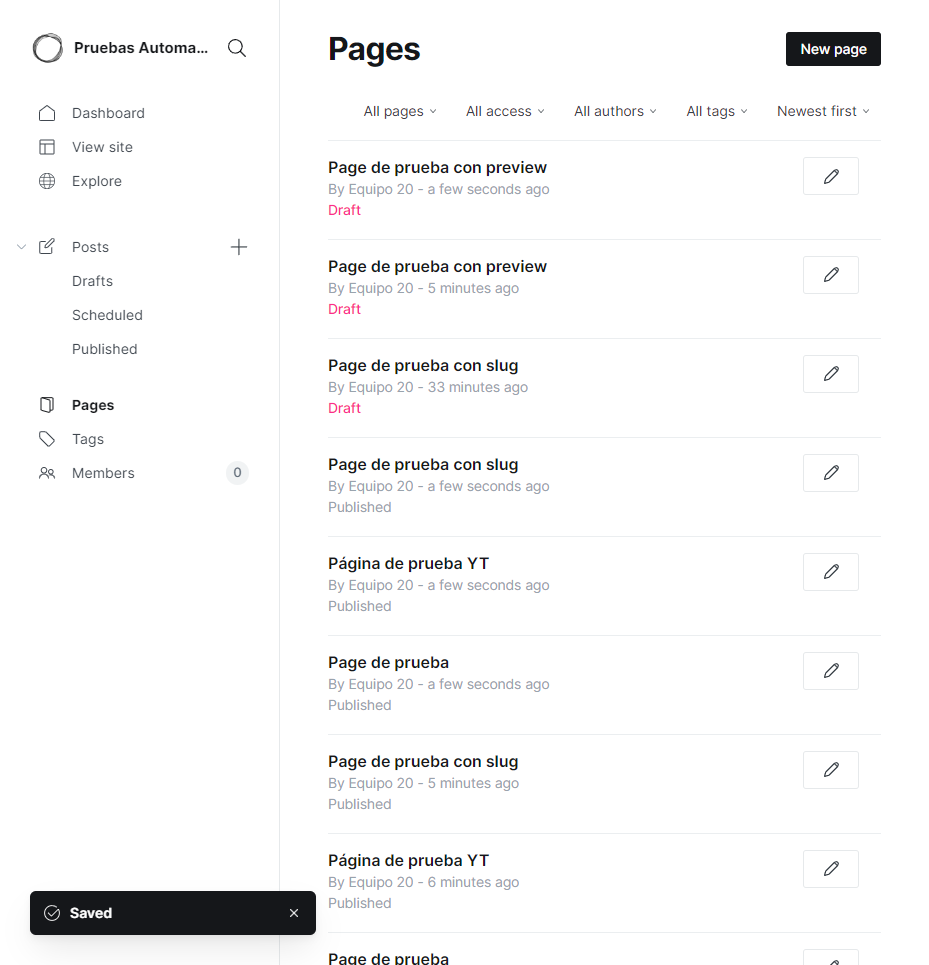 Pruebas Automa...
Dashboard
View site
Explore
Posts
Drafts
Scheduled
Published
Pages
Tags
Members
0
Pages
New page
All pages
All access
All authors
All tags
Newest first
Page de prueba con preview
By Equipo 20 - a few seconds ago
Draft
Page de prueba con preview
By Equipo 20 - 5 minutes ago
Draft
Page de prueba con slug
By Equipo 20 - 33 minutes ago
Draft
Page de prueba con slug
By Equipo 20 - a few seconds ago
Published
Página de prueba YT
By Equipo 20 - a few seconds ago
Published
Page de prueba
By Equipo 20 - a few seconds ago
Published
Page de prueba con slug
By Equipo 20 - 5 minutes ago
Published
Página de prueba YT
By Equipo 20 - 6 minutes ago
Published
Page de prueba
Saved